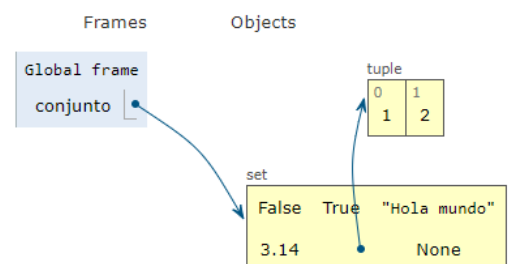 Frames Objects
Global frame
conjunto
tuple
0 1
1 2
set
False True "Hola mundo"
3.14 None